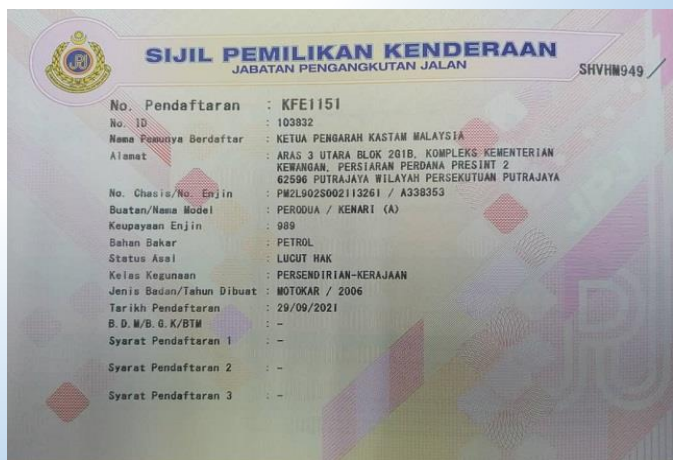 SIJIL PEMILIKAN KENDERAAN
JABATAN PENGANGKUTAN JALAN
SHVHM949
No. Pendaftaran : KFE1151
No. ID : 103832
Nama Pemunya Berdaftar : KETUA PENGARAH KASTAM MALAYSIA
Alamat : ARAS 3 UTARA BLOK 2G1B, KOMPLEKS KEMENTERIAN
KEWANGAN, PERSIARAN PERDANA PRESINT 2
62596 PUTRAJAYA WILAYAH PERSEKUTUAN PUTRAJAYA
No. Chasis/No. Enjin : PM2L902S002113261 / A33B353
Buatan/Nama Model : PERODUA / KENARI (A)
Keupayaan Enjin : 989
Bahan Bakar : PETROL
Status Asal : LUCUT HAK
Kelas Kegunaan : PERSENDIRIAN-KERAJAAN
Jenis Badan/Tahun Dibuat : MOTOKAR / 2006
Tarikh Pendaftaran : 29/09/2021
B.D.M/B.G.K/BTM : -
Syarat Pendaftaran 1 : -
Syarat Pendaftaran 2 : -
Syarat Pendaftaran 3 : -